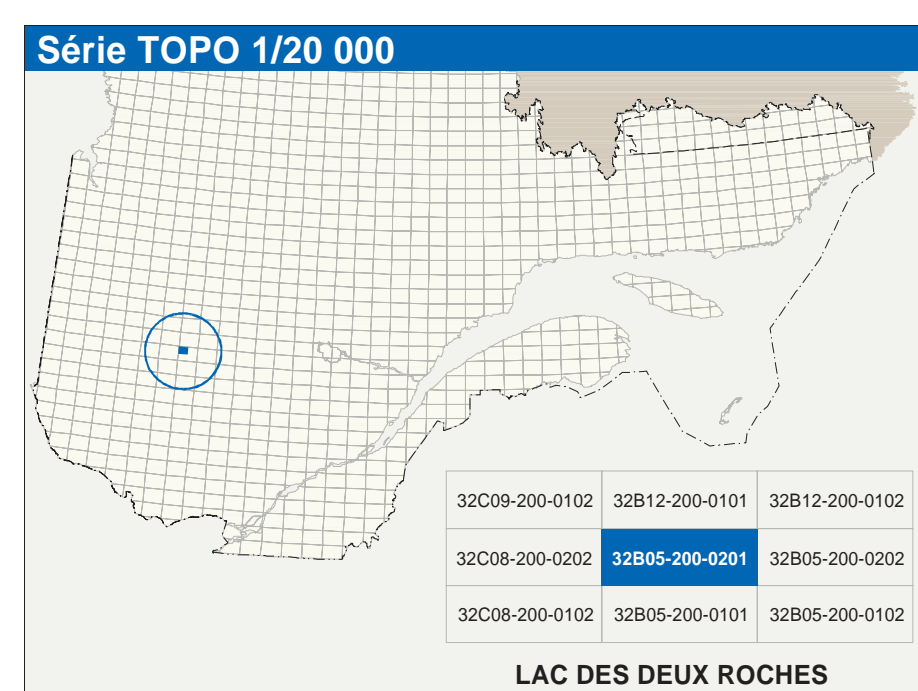 Série TOPO 1/20 000
32C09-200-0102 32B12-200-0101 32B12-200-0102
32C08-200-0202 32B05-200-0201 32B05-200-0202
32C08-200-0102 32B05-200-0101 32B05-200-0102
LAC DES DEUX ROCHES